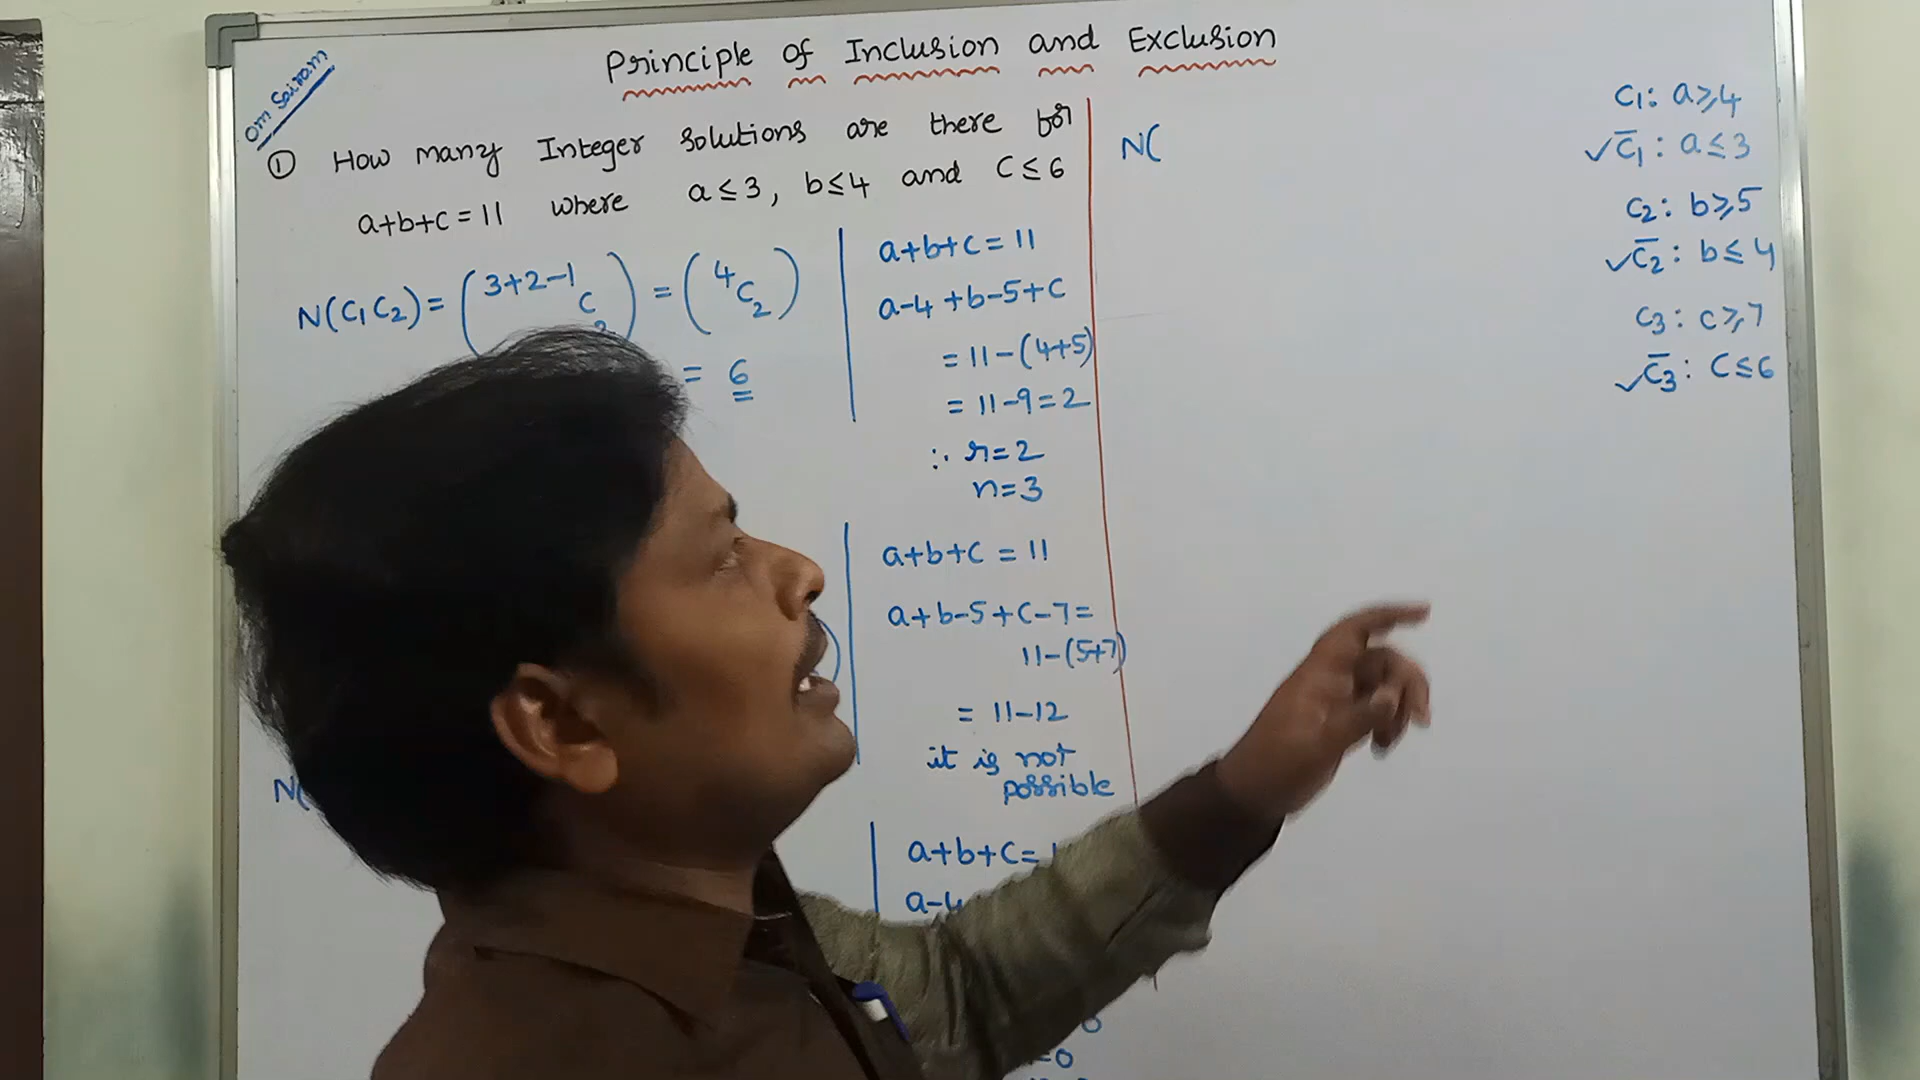 Om Sairam
Principle of Inclusion and Exclusion
① How many Integer solutions are there for
a+b+c=11 where a≤3, b≤4 and C≤6
N(C₁C₂) = (3+2-1 C ) = (⁴C₂)
= 6
a+b+c=11
a-4+b-5+c
=11-(4+5)
=11-9=2
∴ r=2
n=3
a+b+c=11
a+b-5+c-7=
11-(5+7)
= 11-12
it is not
possible
N(
a+b+c=
a-4
=0
N(
C₁: a≥4
✓C̅₁: a≤3
C₂: b≥5
✓C̅₂: b≤4
C₃: c≥7
✓C̅₃: C≤6